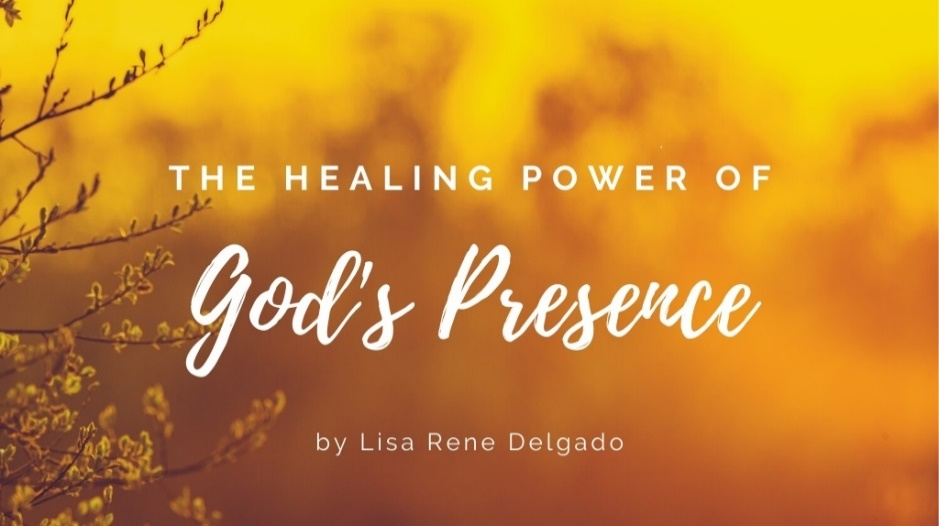 THE HEALING POWER OF
God's Presence
by Lisa Rene Delgado